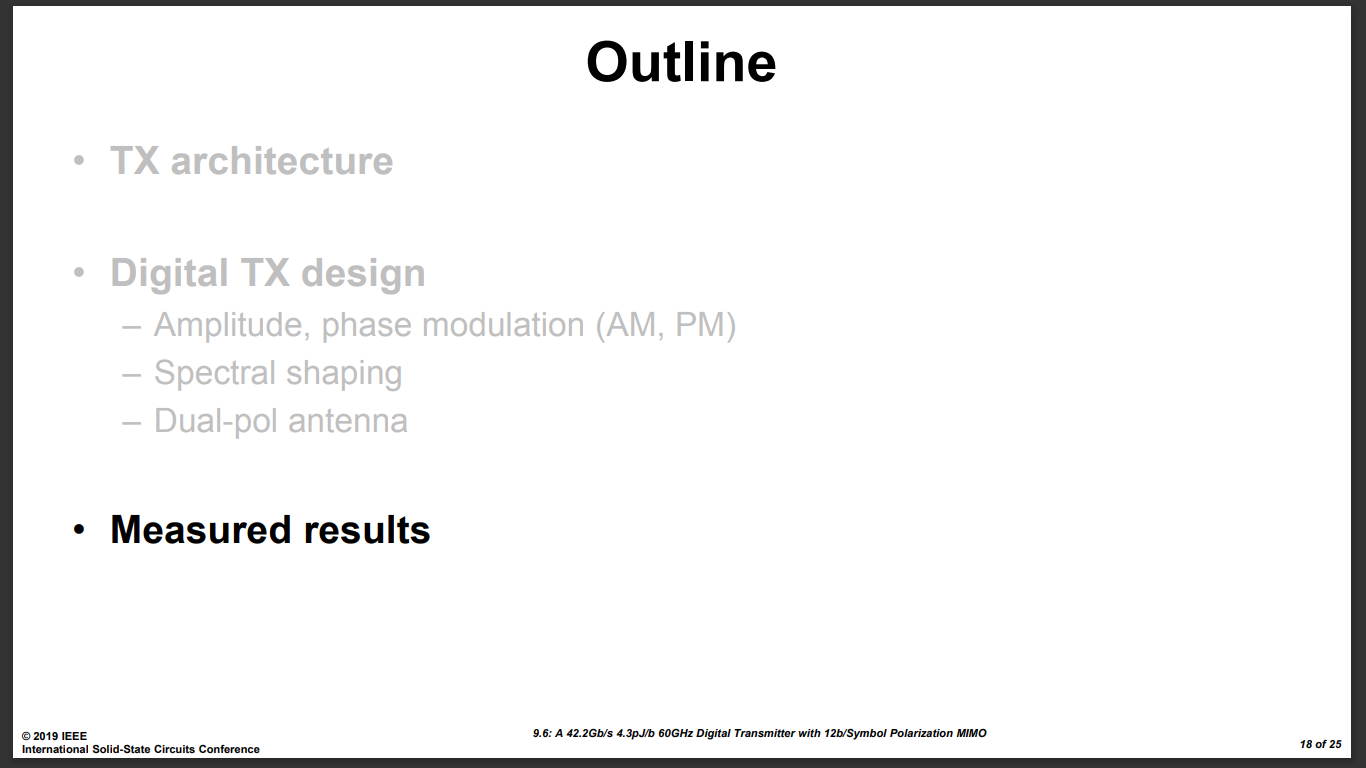 Outline
• TX architecture
• Digital TX design
– Amplitude, phase modulation (AM, PM)
– Spectral shaping
– Dual-pol antenna
• Measured results
© 2019 IEEE
International Solid-State Circuits Conference
9.6: A 42.2Gb/s 4.3pJ/b 60GHz Digital Transmitter with 12b/Symbol Polarization MIMO
18 of 25